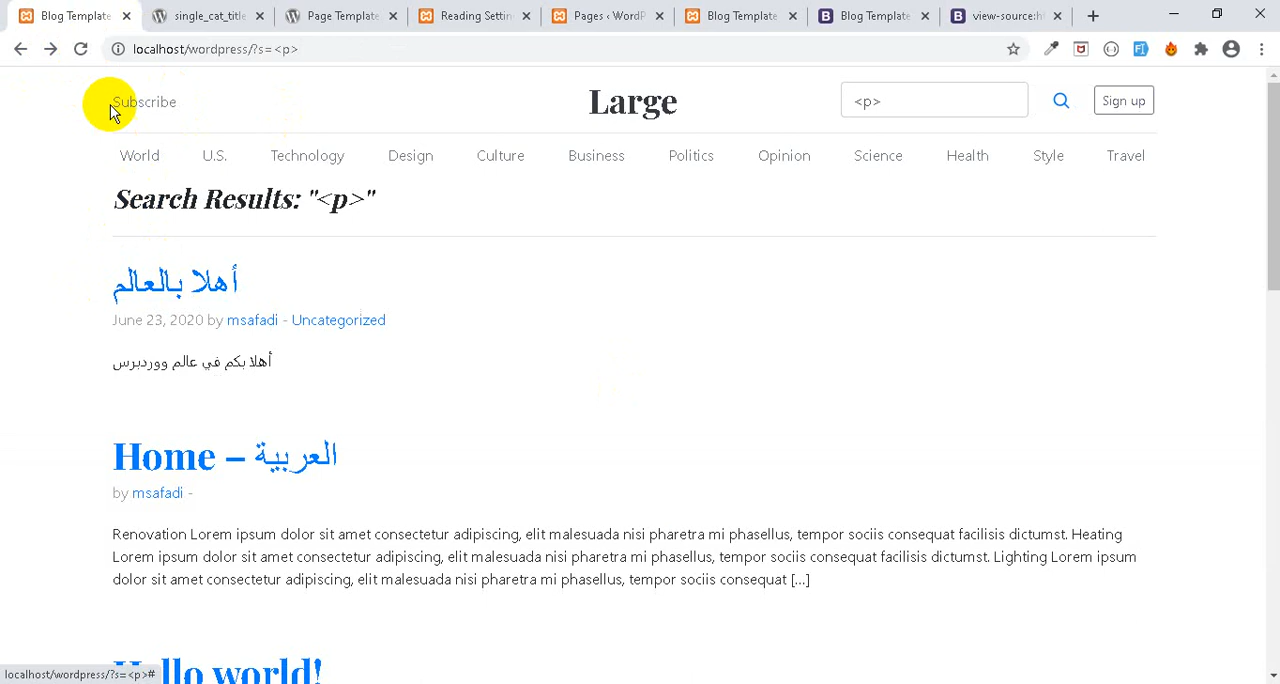 Blog Template
single_cat_title
Page Template
Reading Settin
Pages ‹ WordP
Blog Template
Blog Template
view-source:h
localhost/wordpress/?s=<p>
Subscribe
Large
<p>
Sign up
World U.S. Technology Design Culture Business Politics Opinion Science Health Style Travel
Search Results: "<p>"
أهلا بالعالم
June 23, 2020 by msafadi - Uncategorized
أهلا بكم في عالم ووردبرس
Home – العربية
by msafadi -
Renovation Lorem ipsum dolor sit amet consectetur adipiscing, elit malesuada nisi pharetra mi phasellus, tempor sociis consequat facilisis dictumst. Heating
Lorem ipsum dolor sit amet consectetur adipiscing, elit malesuada nisi pharetra mi phasellus, tempor sociis consequat facilisis dictumst. Lighting Lorem ipsum
dolor sit amet consectetur adipiscing, elit malesuada nisi pharetra mi phasellus, tempor sociis consequat [...]
Hello world!
localhost/wordpress/?s=<p>#